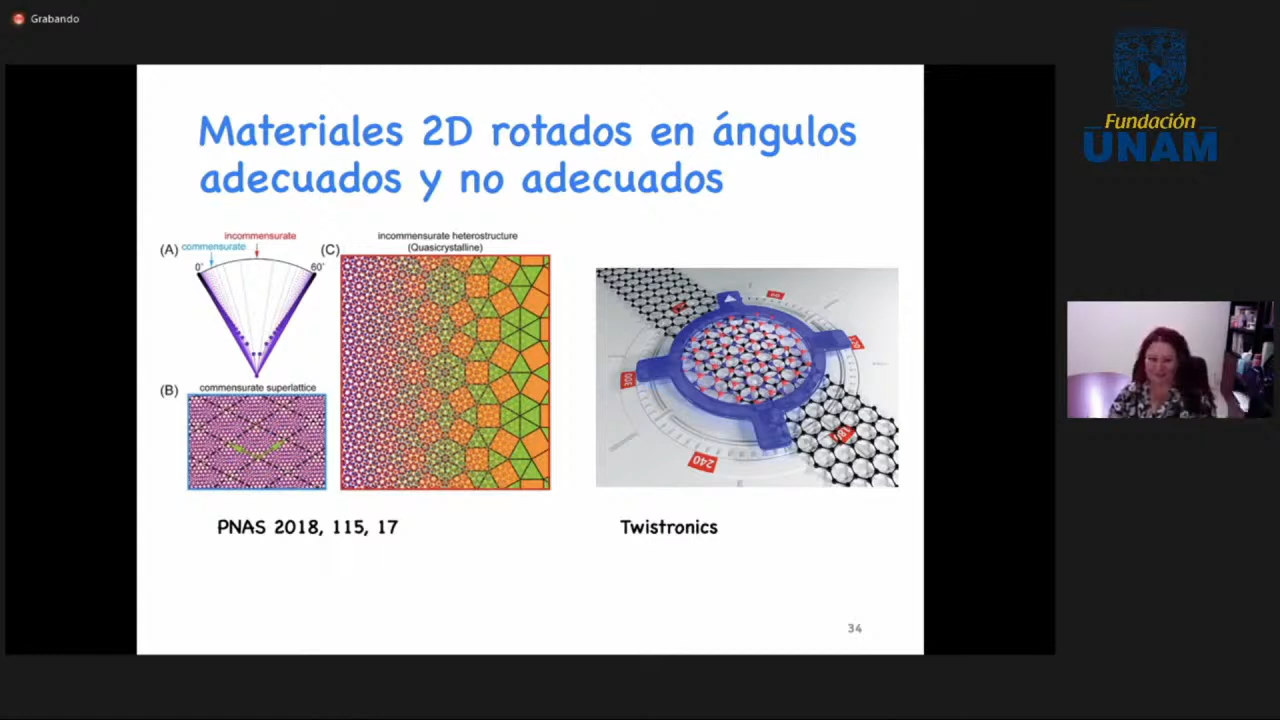 Grabando
Fundación
UNAM
Materiales 2D rotados en ángulos
adecuados y no adecuados
(A)
incommensurate
commensurate
0°
60°
(B)
commensurate superlattice
(C)
incommensurate heterostructure
(Quasicrystalline)
240
PNAS 2018, 115, 17
Twistronics
34